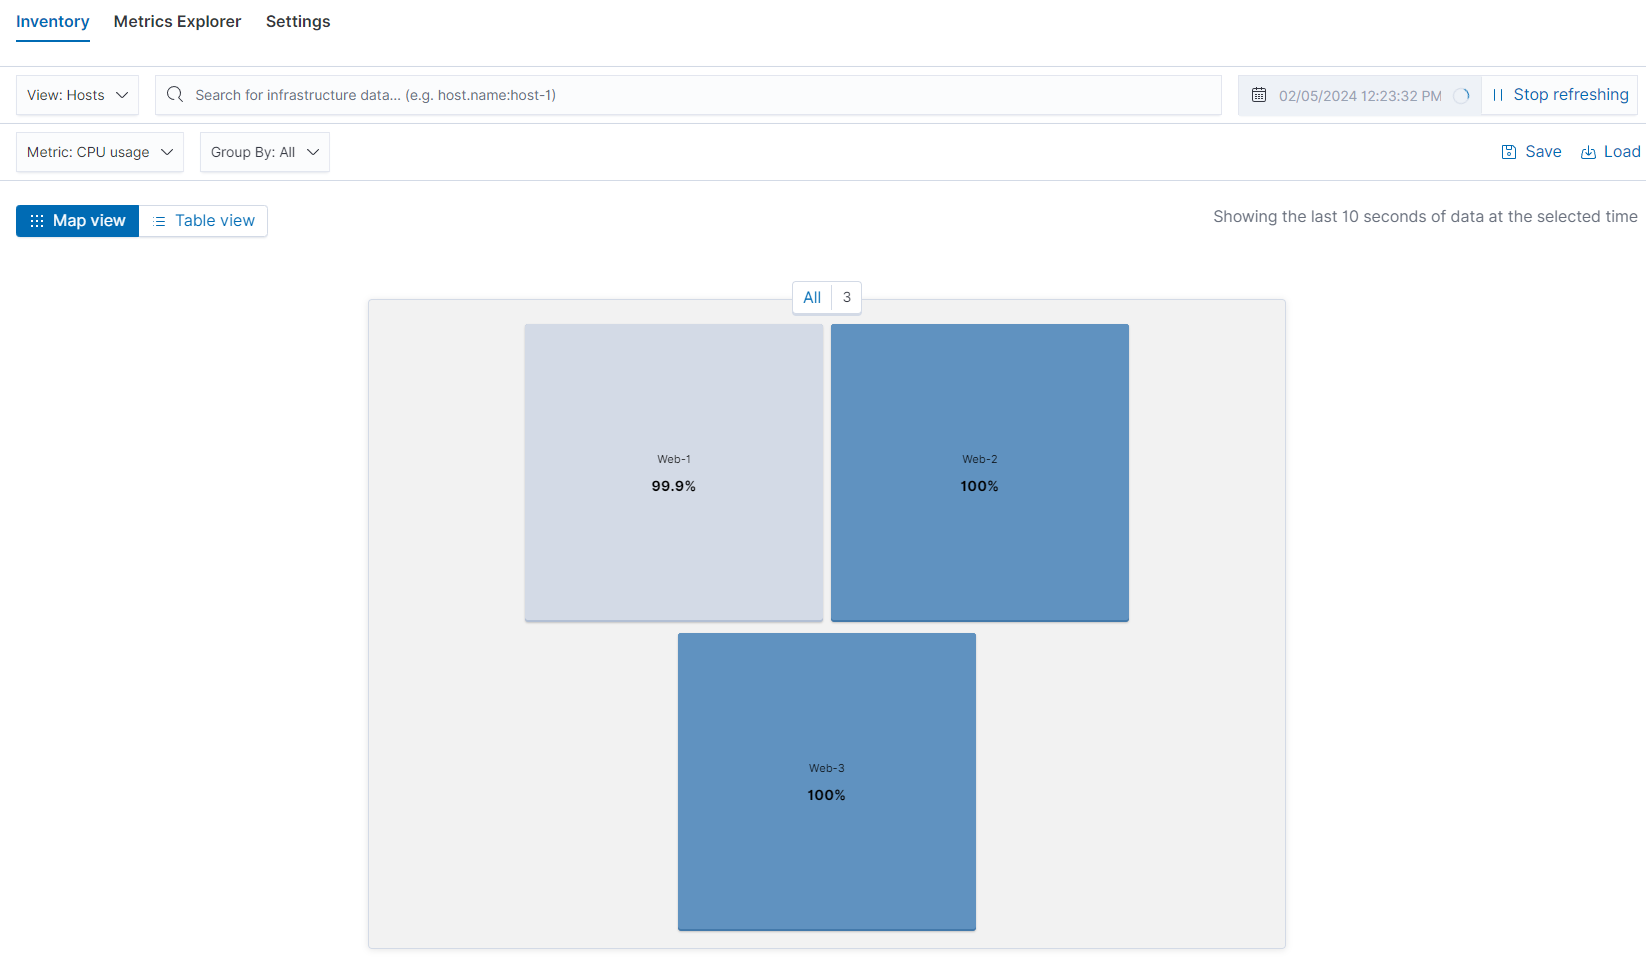 Inventory Metrics Explorer Settings
View: Hosts Search for infrastructure data... (e.g. host.name:host-1) 02/05/2024 12:23:32 PM Stop refreshing
Metric: CPU usage Group By: All Save Load
Map view Table view Showing the last 10 seconds of data at the selected time
All 3
Web-1 Web-2
99.9% 100%
Web-3
100%